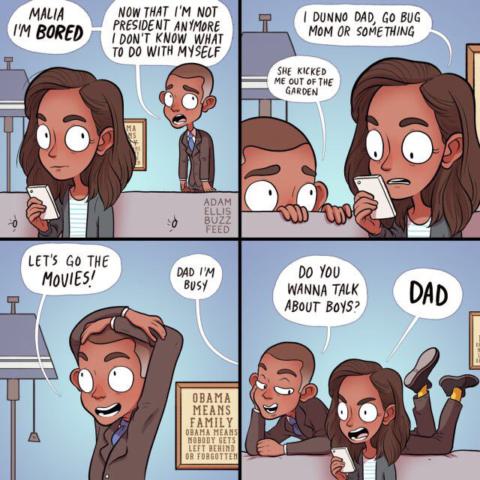 MALIA
I'M BORED
NOW THAT I'M NOT
PRESIDENT ANYMORE
I DON'T KNOW WHAT
TO DO WITH MYSELF
MA
NS
Y
ADAM
ELLIS
BUZZ
FEED
I DUNNO DAD, GO BUG
MOM OR SOMETHING
SHE KICKED
ME OUT OF THE
GARDEN
LET'S GO THE
MOVIES!
DAD I'M
BUSY
OBAMA
MEANS
FAMILY
OBAMA MEANS
NOBODY GETS
LEFT BEHIND
OR FORGOTTEN
DO YOU
WANNA TALK
ABOUT BOYS?
DAD